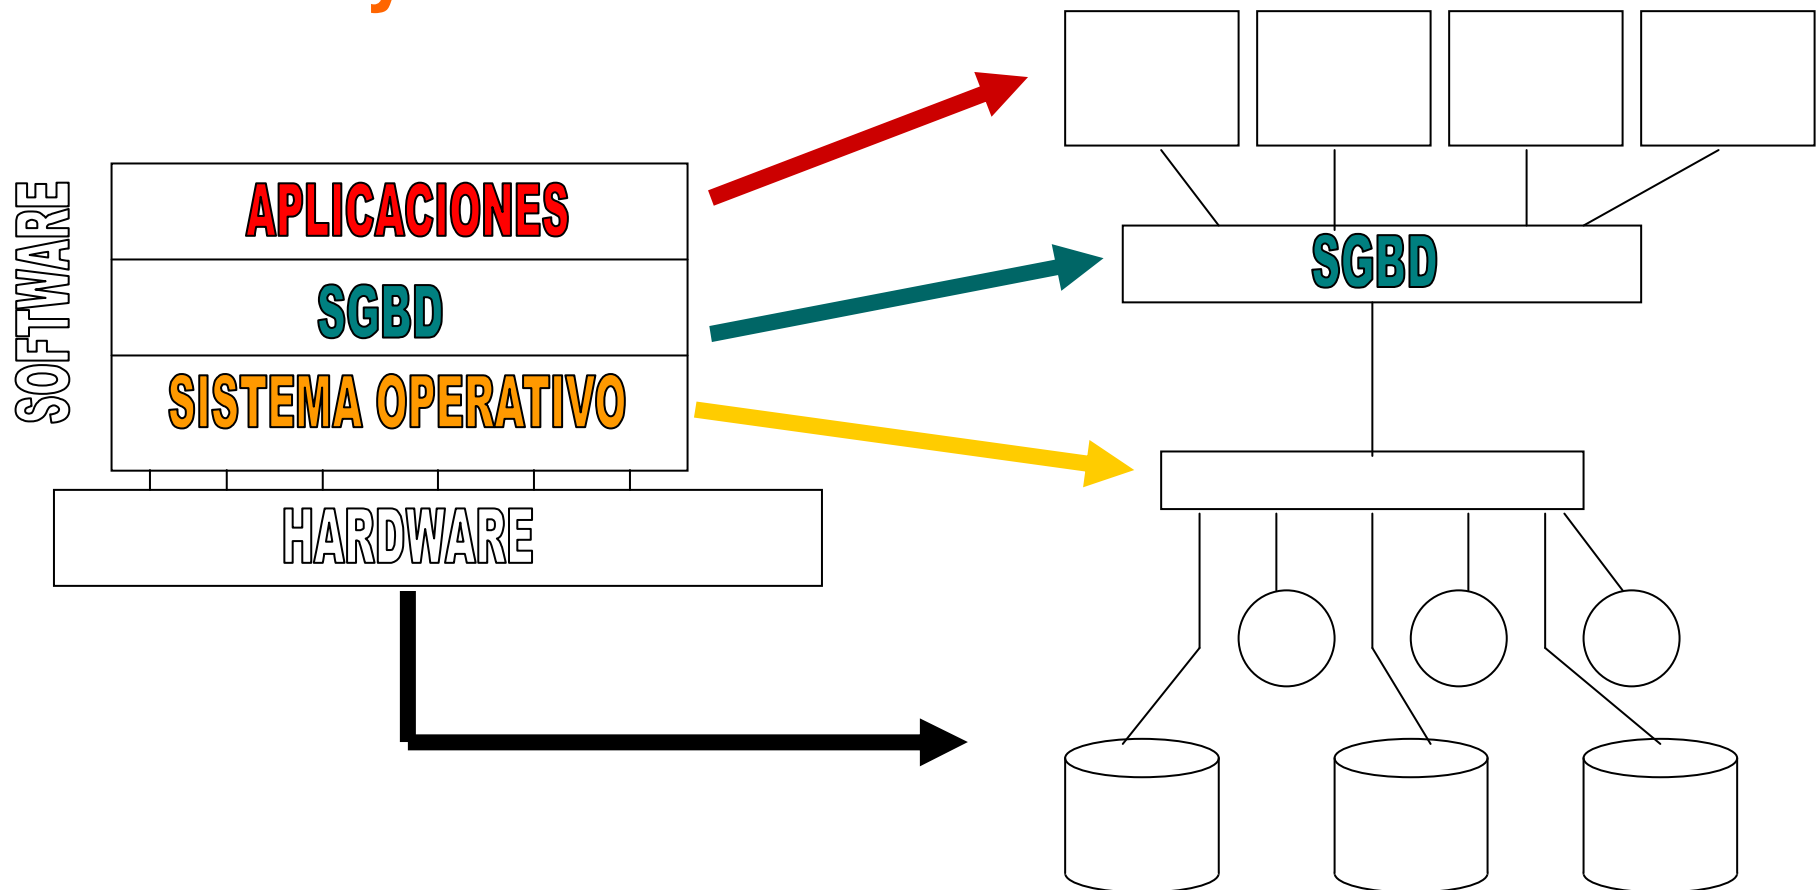 SOFTWARE
APLICACIONES
SGBD
SISTEMA OPERATIVO
HARDWARE
SGBD